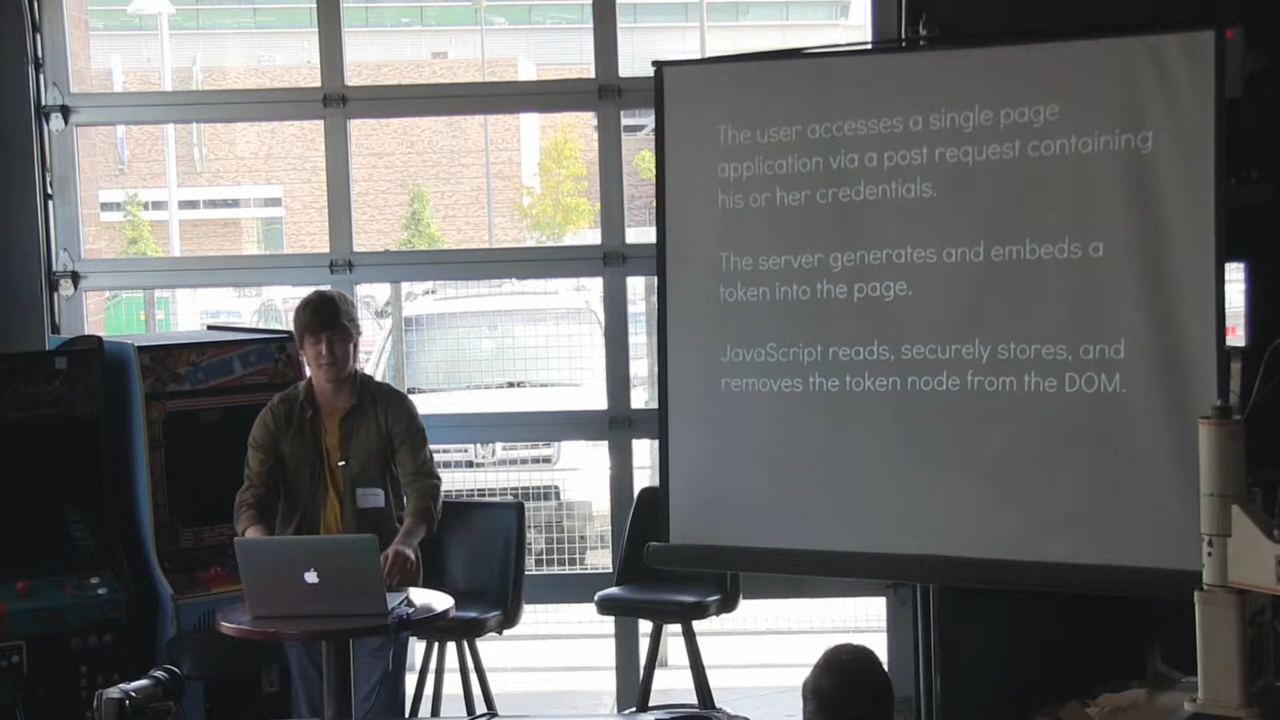 The user accesses a single page
application via a post request containing
his or her credentials.
The server generates and embeds a
token into the page.
JavaScript reads, securely stores, and
removes the token node from the DOM.